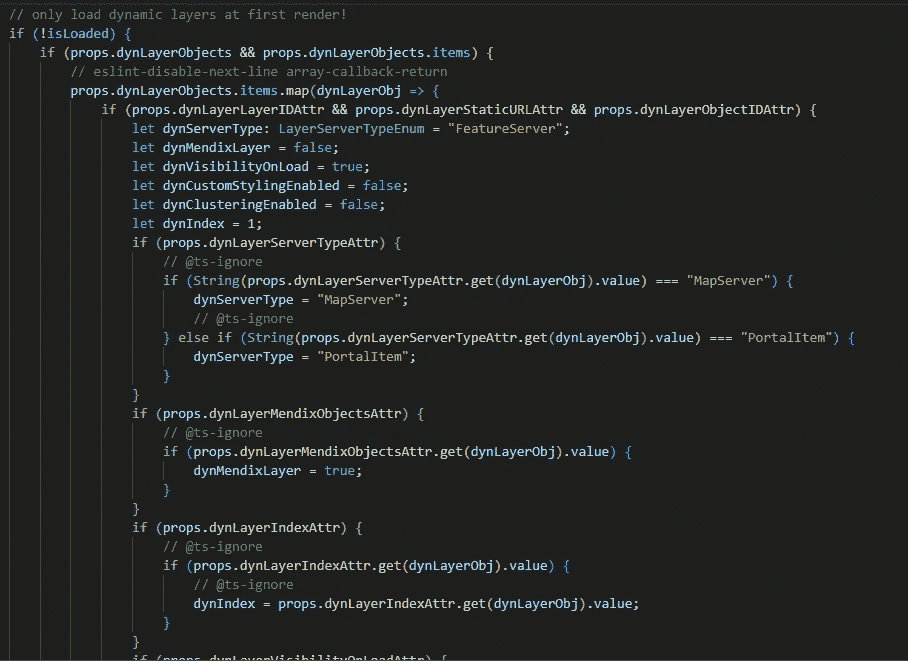 // only load dynamic layers at first render!
if (!isLoaded) {
if (props.dynLayerObjects && props.dynLayerObjects.items) {
// eslint-disable-next-line array-callback-return
props.dynLayerObjects.items.map(dynLayerObj => {
if (props.dynLayerLayerIDAttr && props.dynLayerStaticURLAttr && props.dynLayerObjectIDAttr) {
let dynServerType: LayerServerTypeEnum = "FeatureServer";
let dynMendixLayer = false;
let dynVisibilityOnLoad = true;
let dynCustomStylingEnabled = false;
let dynClusteringEnabled = false;
let dynIndex = 1;
if (props.dynLayerServerTypeAttr) {
// @ts-ignore
if (String(props.dynLayerServerTypeAttr.get(dynLayerObj).value) === "MapServer") {
dynServerType = "MapServer";
// @ts-ignore
} else if (String(props.dynLayerServerTypeAttr.get(dynLayerObj).value) === "PortalItem") {
dynServerType = "PortalItem";
}
}
if (props.dynLayerMendixObjectsAttr) {
// @ts-ignore
if (props.dynLayerMendixObjectsAttr.get(dynLayerObj).value) {
dynMendixLayer = true;
}
}
if (props.dynLayerIndexAttr) {
// @ts-ignore
if (props.dynLayerIndexAttr.get(dynLayerObj).value) {
// @ts-ignore
dynIndex = props.dynLayerIndexAttr.get(dynLayerObj).value;
}
}
if (props.dynLayerVisibilityOnLoadAttr) {